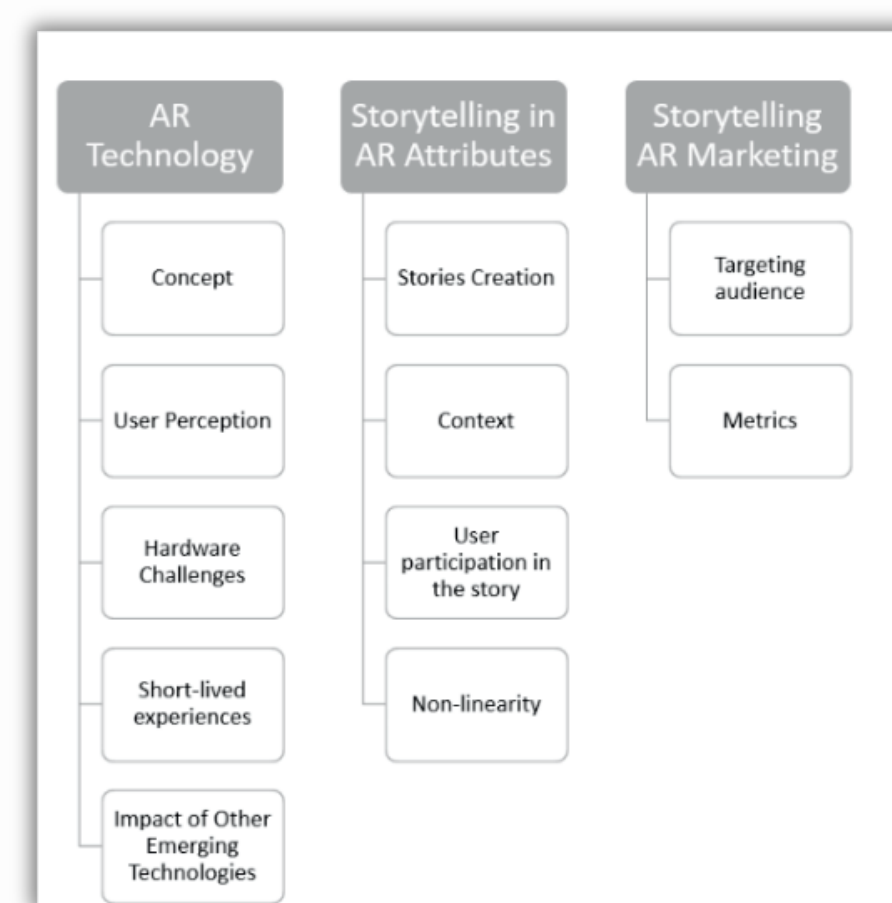 AR
Technology
Concept
User Perception
Hardware
Challenges
Short-lived
experiences
Impact of Other
Emerging
Technologies
Storytelling in
AR Attributes
Stories Creation
Context
User
participation in
the story
Non-linearity
Storytelling
AR Marketing
Targeting
audience
Metrics